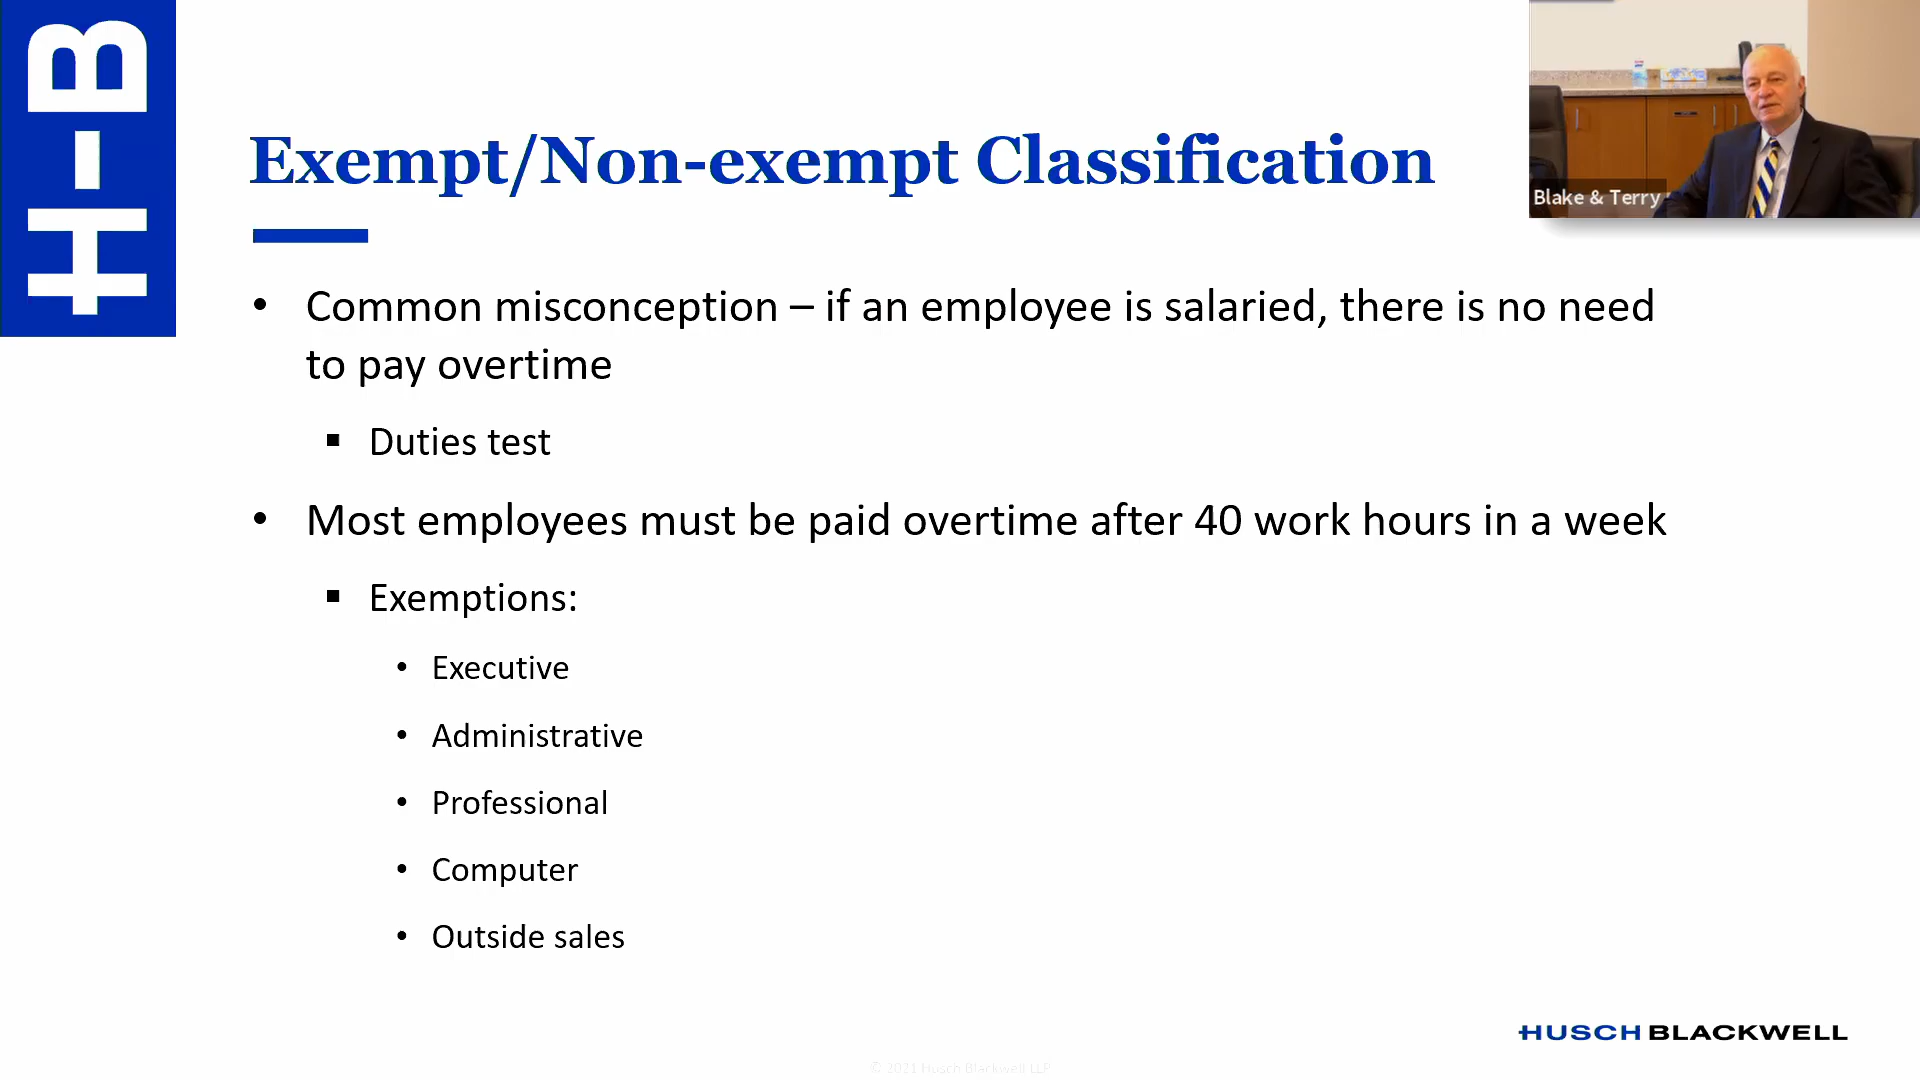 H-B
Exempt/Non-exempt Classification
Blake & Terry
• Common misconception – if an employee is salaried, there is no need
to pay overtime
▪ Duties test
• Most employees must be paid overtime after 40 work hours in a week
▪ Exemptions:
• Executive
• Administrative
• Professional
• Computer
• Outside sales
HUSCH BLACKWELL
© 2021 Husch Blackwell LLP